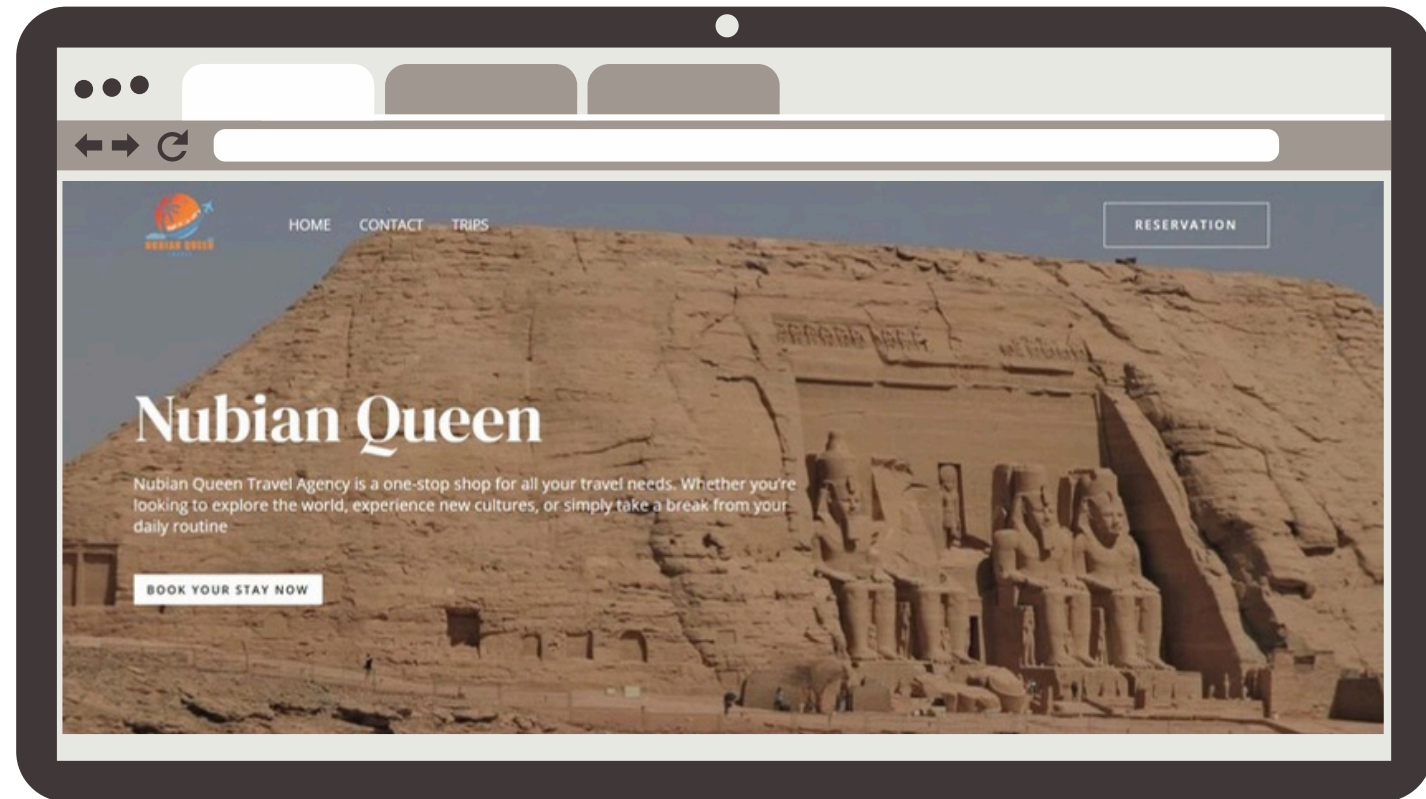 NUBIAN QUEEN
HOME CONTACT TRIPS
RESERVATION
Nubian Queen
Nubian Queen Travel Agency is a one-stop shop for all your travel needs. Whether you're
looking to explore the world, experience new cultures, or simply take a break from your
daily routine
BOOK YOUR STAY NOW